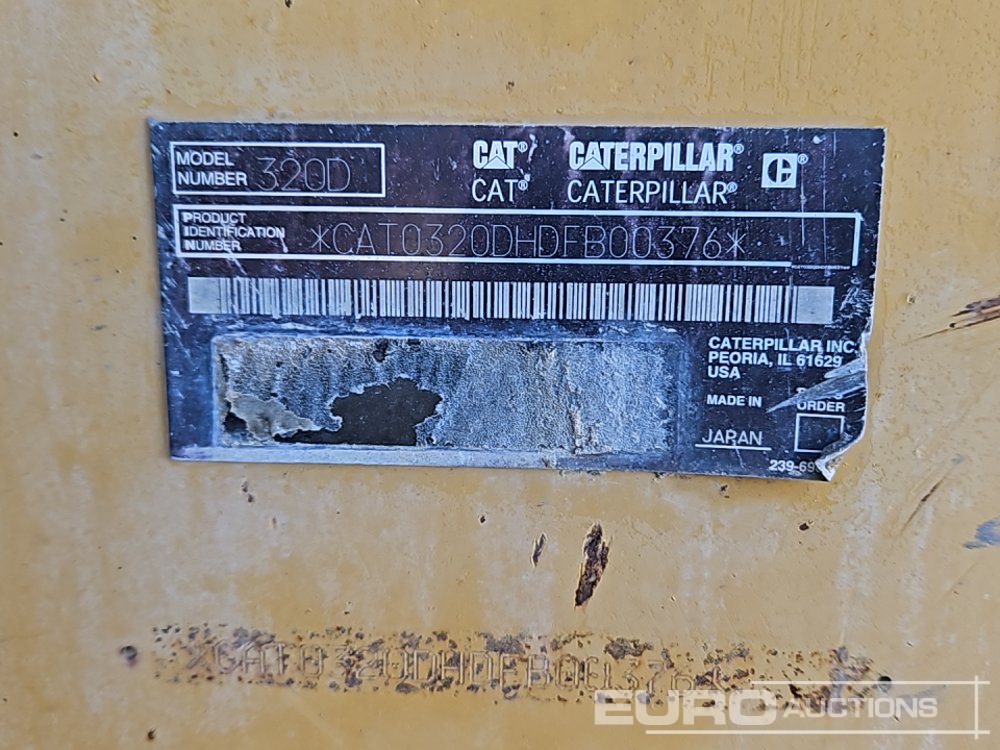 MODEL NUMBER 320D
CAT® CATERPILLAR® C®
CAT® CATERPILLAR®
PRODUCT IDENTIFICATION NUMBER *CAT0320DHDFB00376*
CATERPILLAR INC.
PEORIA, IL 61629
USA
MADE IN
ORDER
JAPAN
*CAT0320DHDFB00376*
EURO AUCTIONS